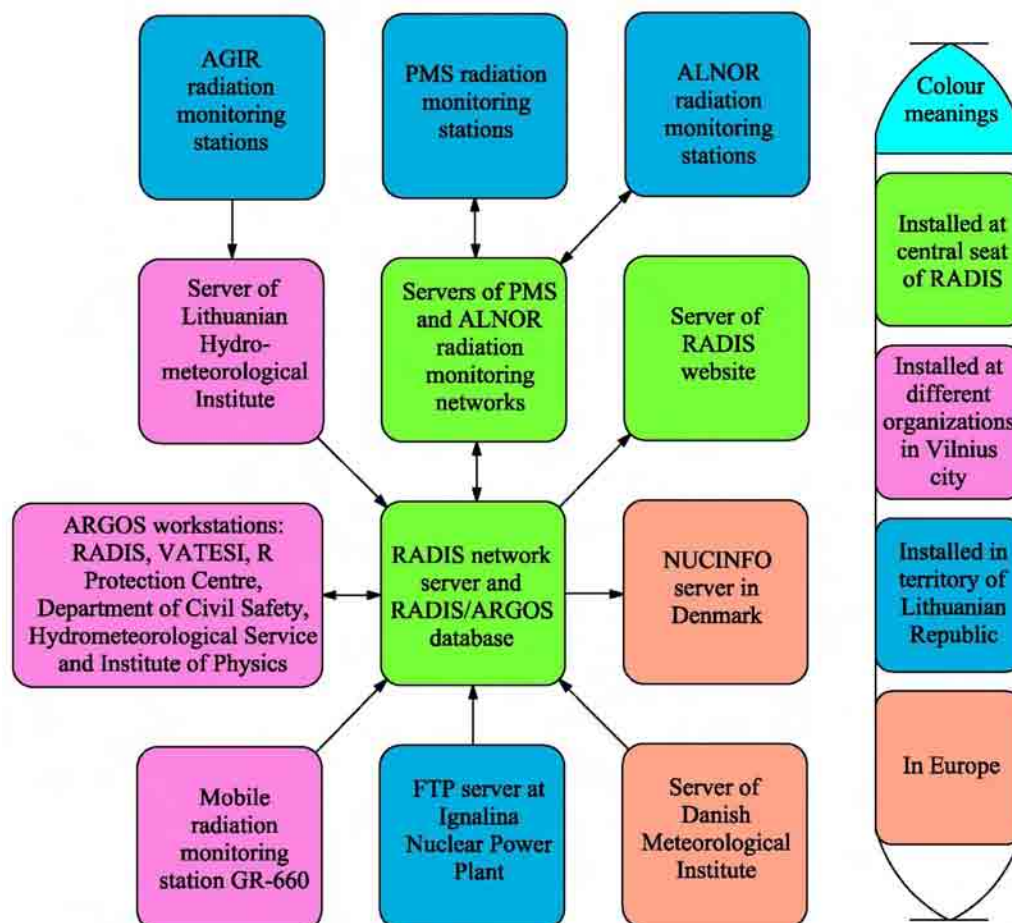 AGIR
radiation
monitoring
stations
PMS radiation
monitoring
stations
ALNOR
radiation
monitoring
stations
Server of
Lithuanian
Hydro-
meteorological
Institute
Servers of PMS
and ALNOR
radiation
monitoring
networks
Server of
RADIS
website
ARGOS workstations:
RADIS, VATESI, R
Protection Centre,
Department of Civil Safety,
Hydrometeorological Service
and Institute of Physics
RADIS network
server and
RADIS/ARGOS
database
NUCINFO
server in
Denmark
Mobile
radiation
monitoring
station GR-660
FTP server at
Ignalina
Nuclear Power
Plant
Server of
Danish
Meteorological
Institute
Colour
meanings
Installed at
central seat
of RADIS
Installed at
different
organizations
in Vilnius
city
Installed in
territory of
Lithuanian
Republic
In Europe